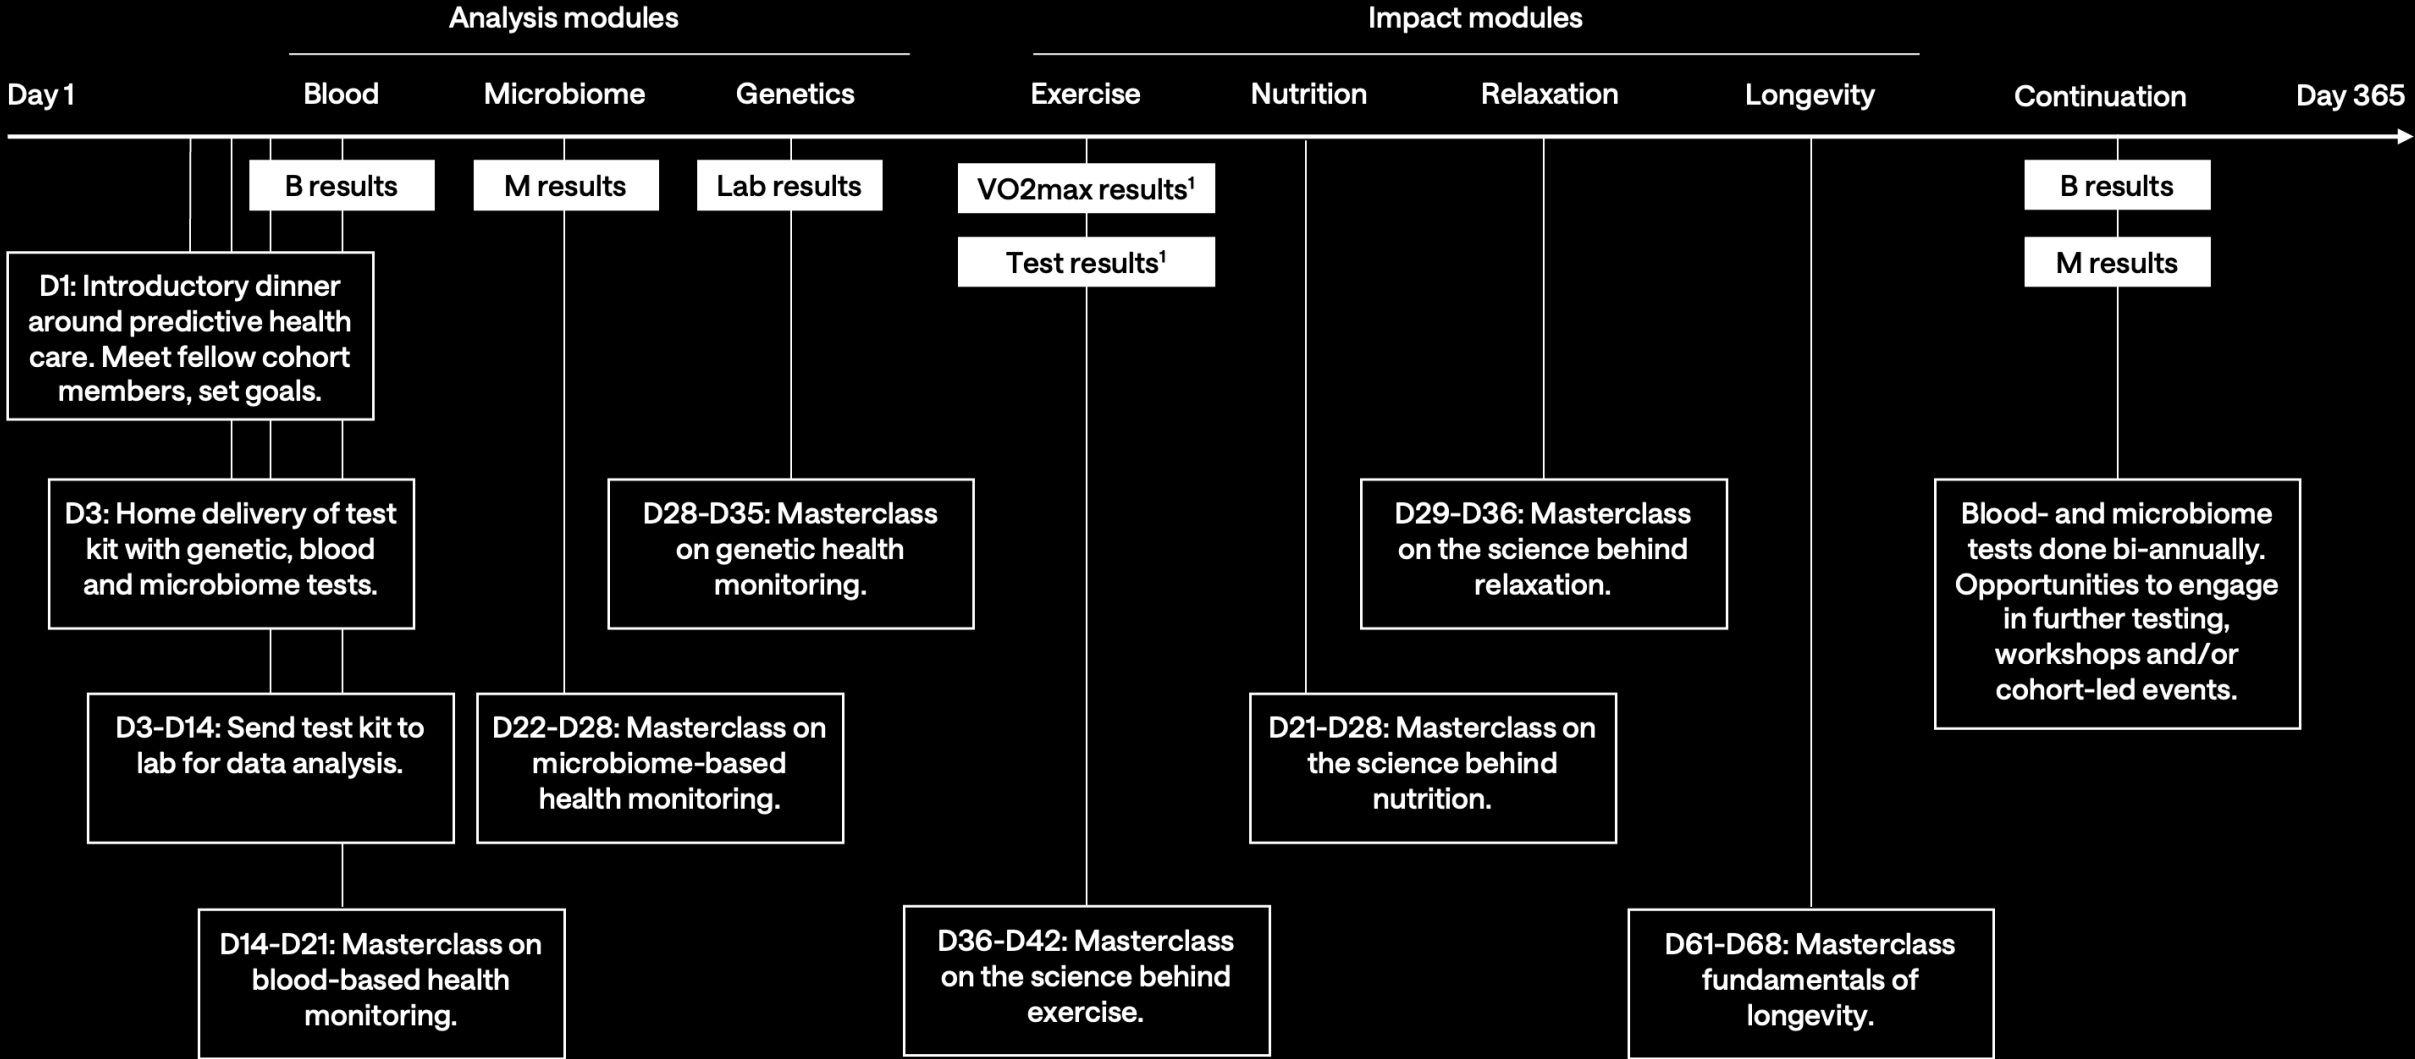 Analysis modules
Impact modules
Day 1
Blood
Microbiome
Genetics
Exercise
Nutrition
Relaxation
Longevity
Continuation
Day 365
B results
M results
Lab results
VO2max results¹
Test results¹
B results
M results
D1: Introductory dinner
around predictive health
care. Meet fellow cohort
members, set goals.
D3: Home delivery of test
kit with genetic, blood
and microbiome tests.
D3-D14: Send test kit to
lab for data analysis.
D14-D21: Masterclass on
blood-based health
monitoring.
D22-D28: Masterclass on
microbiome-based
health monitoring.
D28-D35: Masterclass
on genetic health
monitoring.
D36-D42: Masterclass
on the science behind
exercise.
D21-D28: Masterclass on
the science behind
nutrition.
D29-D36: Masterclass
on the science behind
relaxation.
D61-D68: Masterclass
fundamentals of
longevity.
Blood- and microbiome
tests done bi-annually.
Opportunities to engage
in further testing,
workshops and/or
cohort-led events.